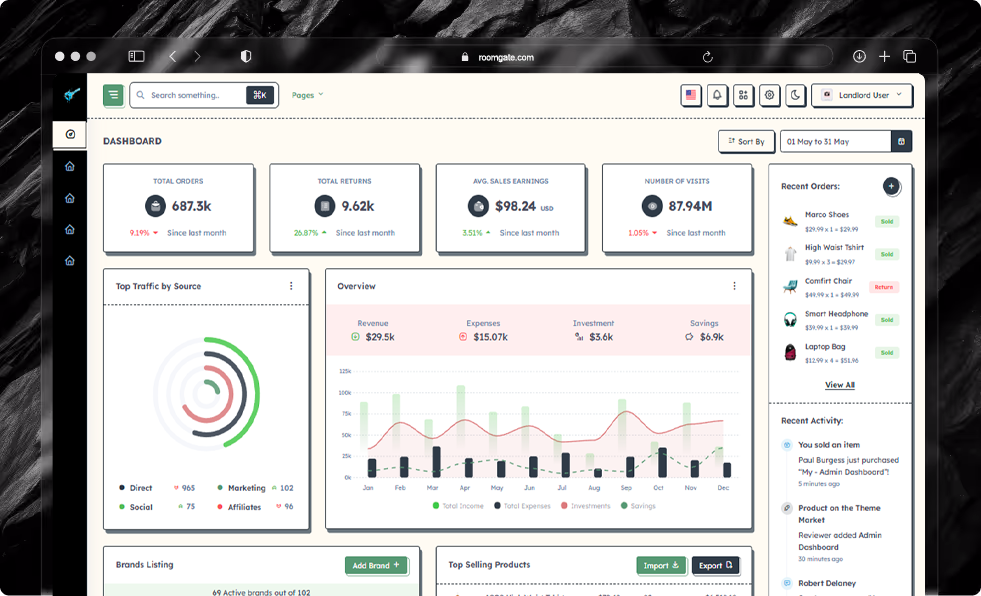 roomgate.com
Search something..
⌘K
Pages
Landlord User
DASHBOARD
Sort By
01 May to 31 May
TOTAL ORDERS
687.3k
9.19%
Since last month
TOTAL RETURNS
9.62k
26.87%
Since last month
AVG. SALES EARNINGS
$98.24 USD
3.51%
Since last month
NUMBER OF VISITS
87.94M
1.05%
Since last month
Top Traffic by Source
Direct
965
Marketing
102
Social
75
Affiliates
96
Overview
Revenue
$29.5k
Expenses
$15.07k
Investment
$3.6k
Savings
$6.9k
125k
100k
75k
50k
25k
0k
Jan Feb Mar Apr May Jun Jul Aug Sep Oct Nov Dec
Total Income Total Expenses Investments Savings
Recent Orders:
Marco Shoes
$29.99 x 1 = $29.99
Sold
High Waist Tshirt
$9.99 x 3 = $29.97
Sold
Comfirt Chair
$49.99 x 1 = $49.99
Return
Smart Headphone
$39.99 x 1 = $39.99
Sold
Laptop Bag
$12.99 x 4 = $51.96
Sold
View All
Recent Activity:
You sold an item
Paul Burgess just purchased
"My - Admin Dashboard"!
5 minutes ago
Product on the Theme
Market
Reviewer added Admin
Dashboard
30 minutes ago
Robert Delaney
Brands Listing
Add Brand +
69 Active brands out of 102
Top Selling Products
Import
Export